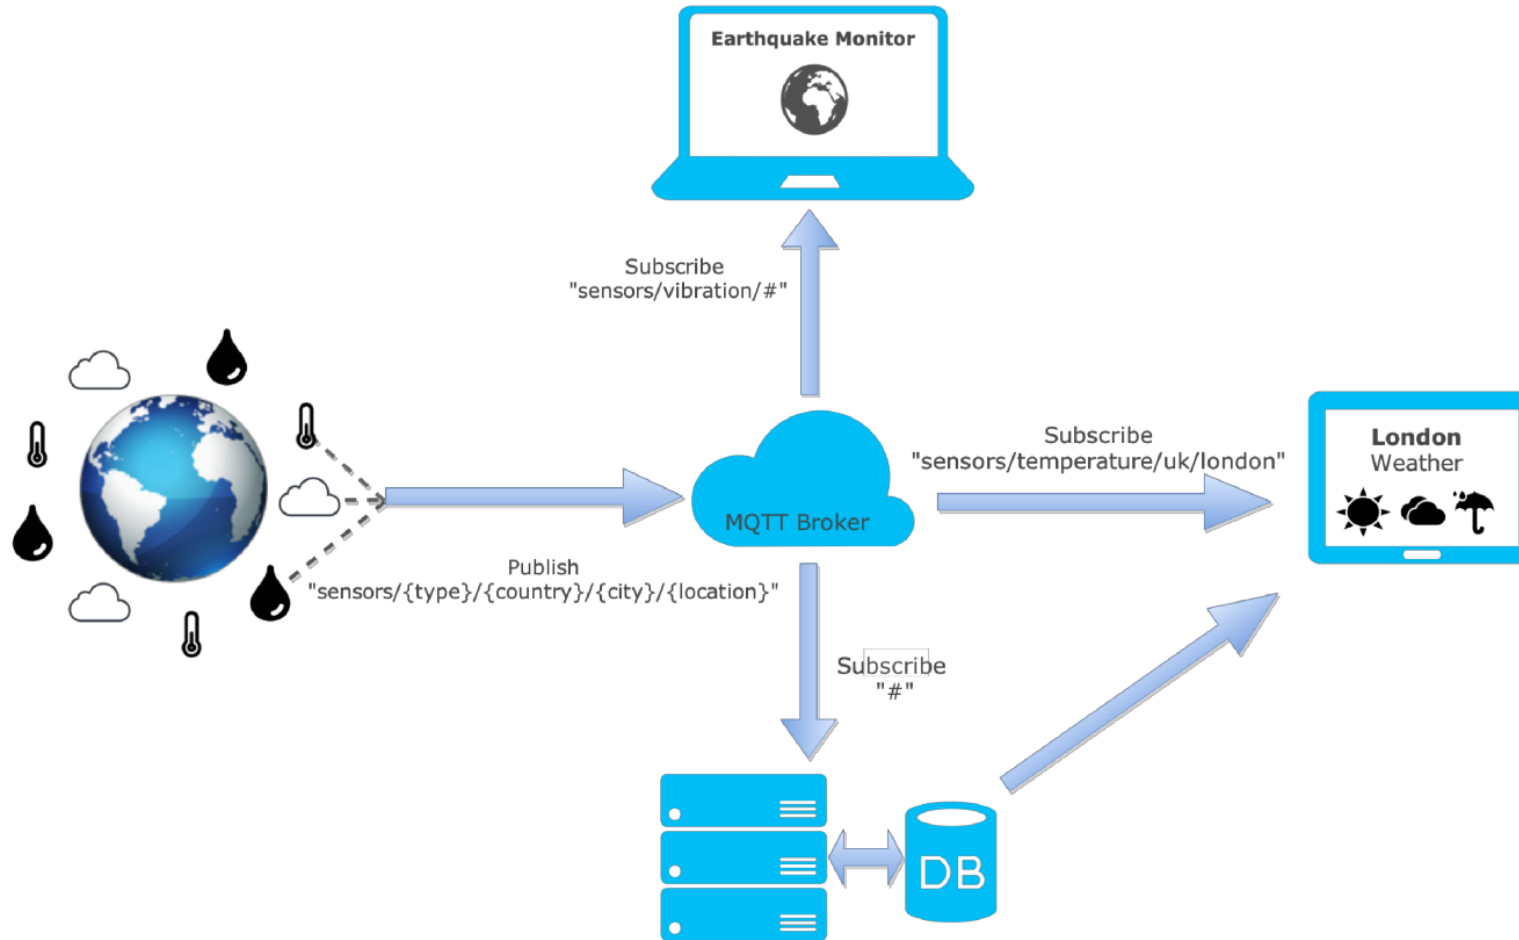 Earthquake Monitor
Subscribe
"sensors/vibration/#"
Subscribe
"sensors/temperature/uk/london"
London
Weather
MQTT Broker
Publish
"sensors/{type}/{country}/{city}/{location}"
Subscribe
"#"
DB